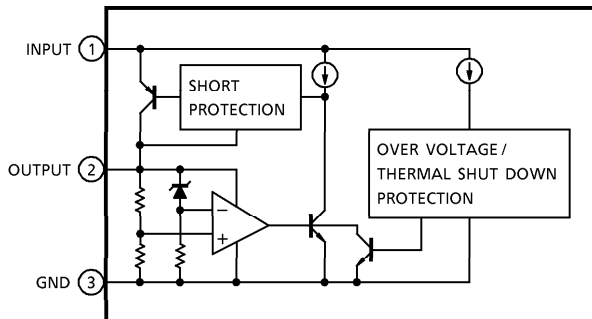 INPUT 1
SHORT
PROTECTION
OUTPUT 2
OVER VOLTAGE /
THERMAL SHUT DOWN
PROTECTION
−
+
GND 3